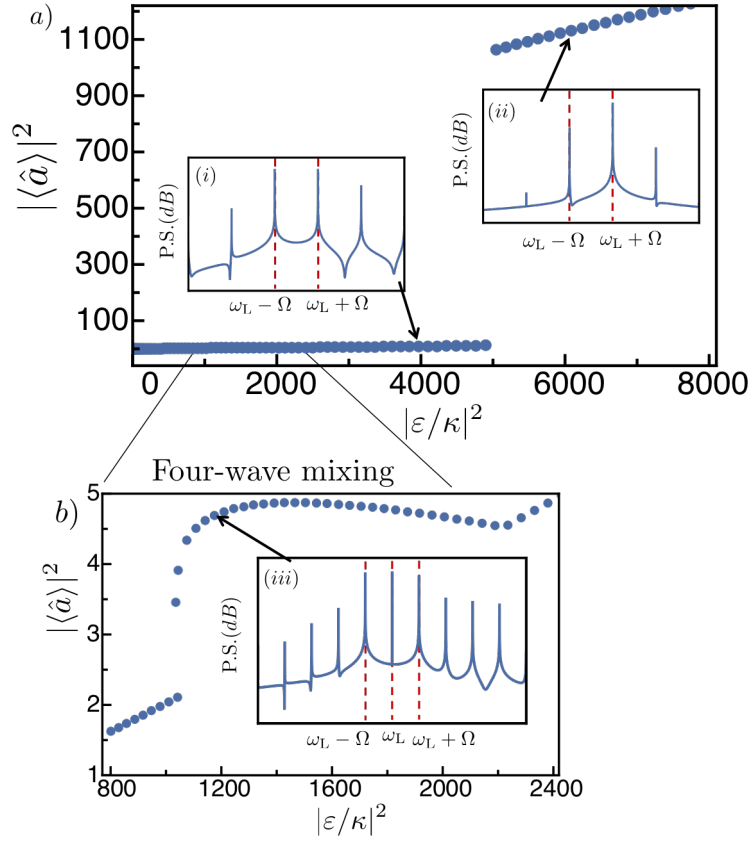 a)
1100
900
700
500
300
100
|⟨â⟩|²
0
2000
4000
6000
8000
|ε/κ|²
(i)
P.S.(dB)
ω_L − Ω
ω_L + Ω
(ii)
P.S.(dB)
ω_L − Ω
ω_L + Ω
Four-wave mixing
b)
5
4
3
2
1
|⟨â⟩|²
800
1200
1600
2000
2400
|ε/κ|²
(iii)
P.S.(dB)
ω_L − Ω
ω_L
ω_L + Ω